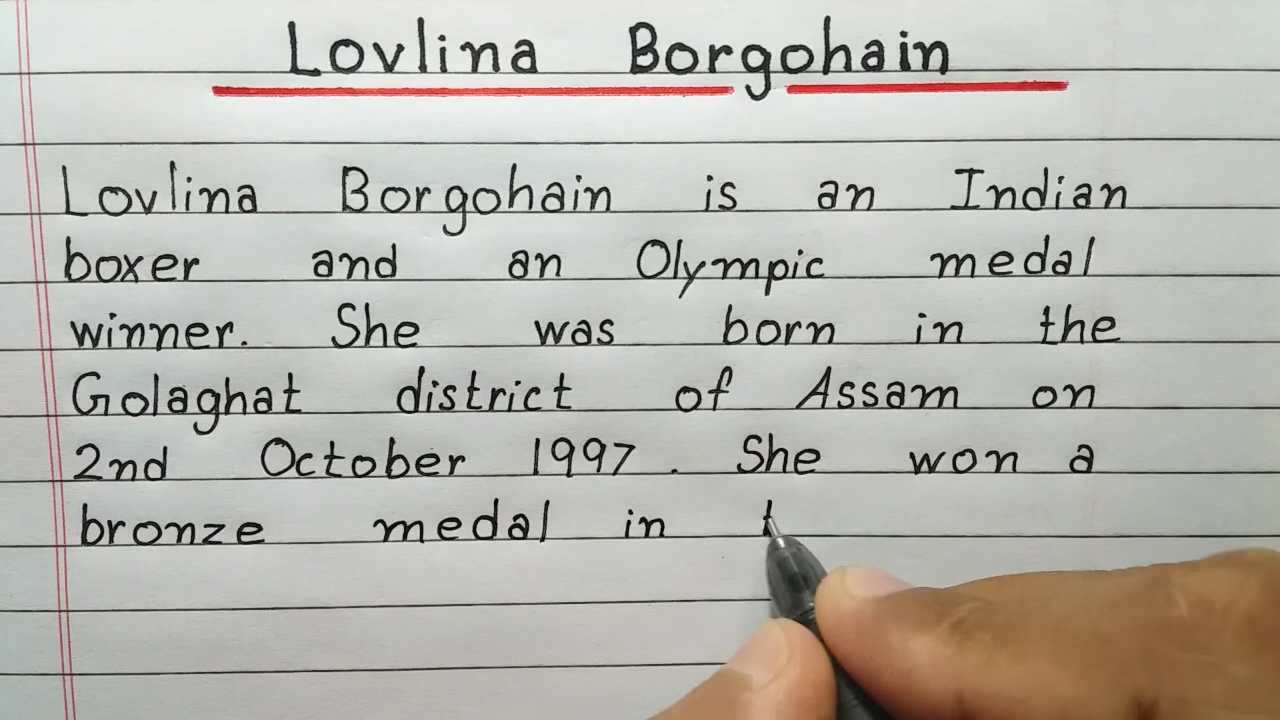 Lovlina Borgohain
Lovlina Borgohain is an Indian
boxer and an Olympic medal
winner. She was born in the
Golaghat district of Assam on
2nd October 1997. She won a
bronze medal in